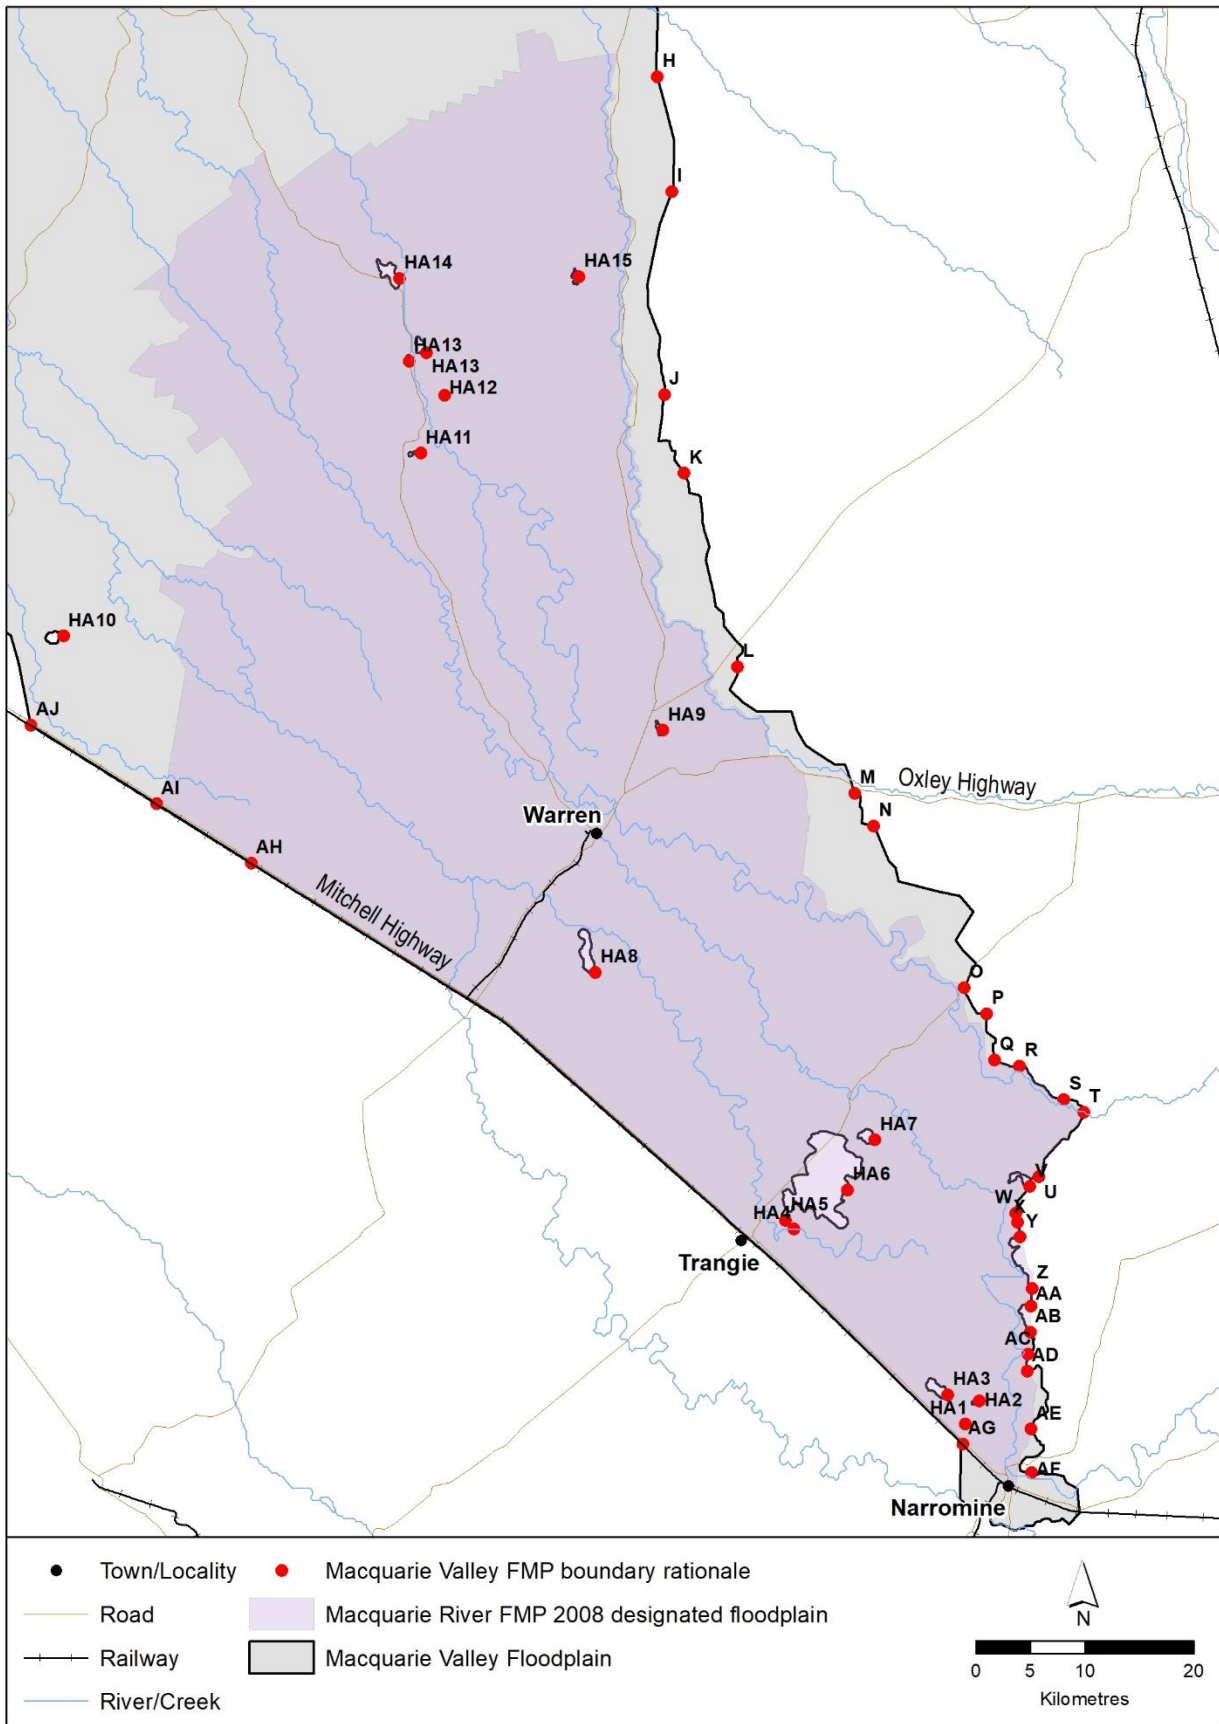 H
I
HA14
HA15
HA13
HA13
J
HA12
HA11
K
HA10
L
AJ
HA9
M
Oxley Highway
AI
N
Warren
AH
Mitchell Highway
HA8
O
P
Q
R
S
T
HA7
V
U
HA6
W
X
HA4
HA5
Y
Trangie
Z
AA
AB
AC
AD
HA3
HA2
HA1
AG
AE
AF
Narromine
Town/Locality
Macquarie Valley FMP boundary rationale
Road
Macquarie River FMP 2008 designated floodplain
Railway
Macquarie Valley Floodplain
River/Creek
N
0 5 10 20
Kilometres